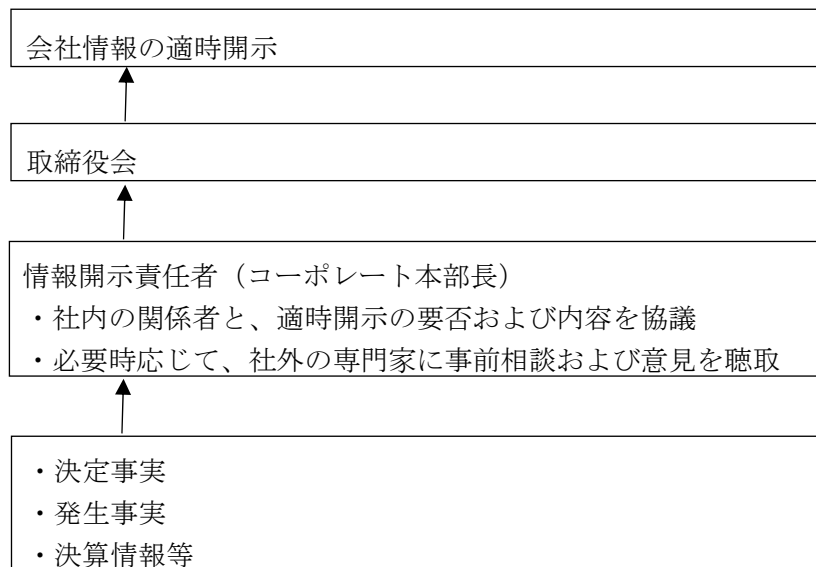 会社情報の適時開示
取締役会
情報開示責任者（コーポレート本部長）
・社内の関係者と、適時開示の要否および内容を協議
・必要時応じて、社外の専門家に事前相談および意見を聴取
・決定事実
・発生事実
・決算情報等